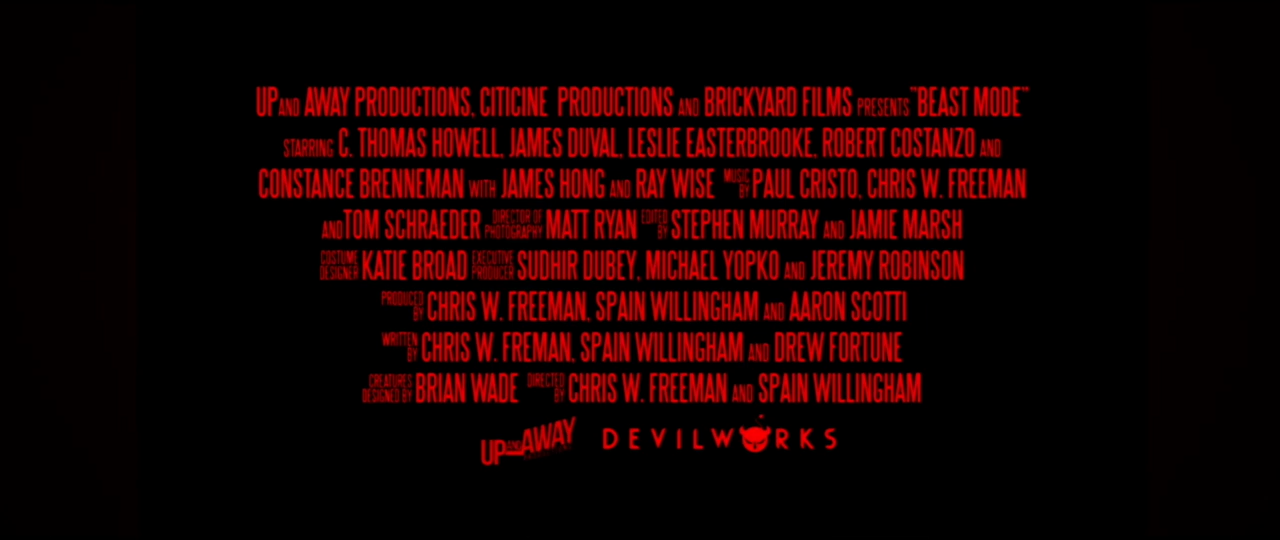 UP AND AWAY PRODUCTIONS, CITICINE PRODUCTIONS AND BRICKYARD FILMS PRESENTS "BEAST MODE"
STARRING C. THOMAS HOWELL, JAMES DUVAL, LESLIE EASTERBROOKE, ROBERT COSTANZO AND
CONSTANCE BRENNEMAN WITH JAMES HONG AND RAY WISE MUSIC BY PAUL CRISTO, CHRIS W. FREEMAN
AND TOM SCHRAEDER DIRECTOR OF PHOTOGRAPHY MATT RYAN EDITED BY STEPHEN MURRAY AND JAMIE MARSH
COSTUME DESIGNER KATIE BROAD EXECUTIVE PRODUCER SUDHIR DUBEY, MICHAEL YOPKO AND JEREMY ROBINSON
PRODUCED BY CHRIS W. FREEMAN, SPAIN WILLINGHAM AND AARON SCOTTI
WRITTEN BY CHRIS W. FREMAN, SPAIN WILLINGHAM AND DREW FORTUNE
CREATURES DESIGNED BY BRIAN WADE DIRECTED BY CHRIS W. FREEMAN AND SPAIN WILLINGHAM
UP AND AWAY DEVILWORKS